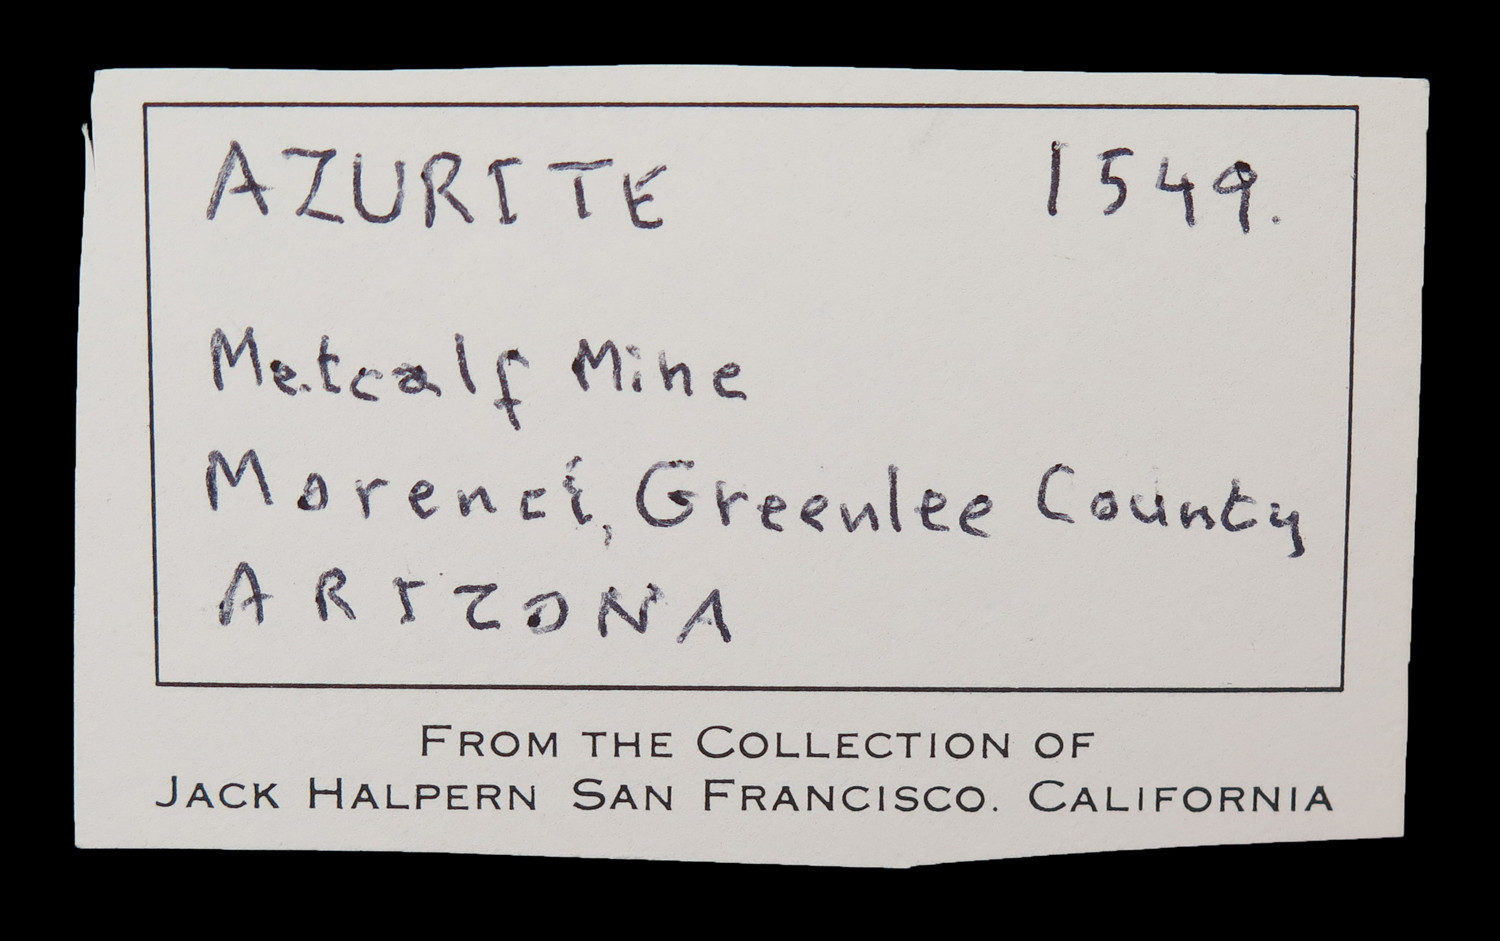 AZURITE 1549.
Metcalf Mine
Morenci, Greenlee County
ARIZONA
FROM THE COLLECTION OF
JACK HALPERN SAN FRANCISCO. CALIFORNIA